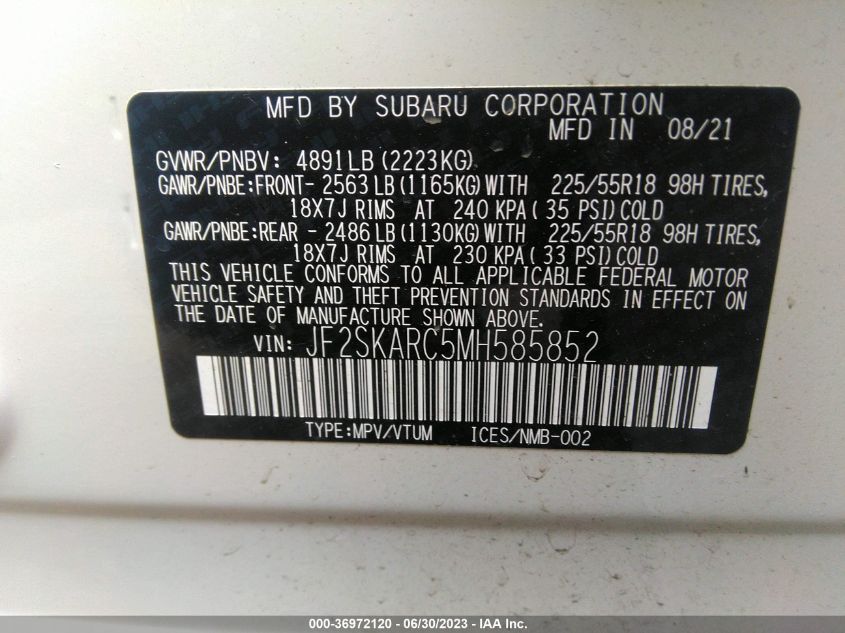 MFD BY SUBARU CORPORATION
MFD IN 08/21
GVWR/PNBV: 4891LB (2223KG)
GAWR/PNBE:FRONT- 2563 LB (1165KG) WITH 225/55R18 98H TIRES,
18X7J RIMS AT 240 KPA ( 35 PSI) COLD
GAWR/PNBE:REAR - 2486 LB (1130KG) WITH 225/55R18 98H TIRES,
18X7J RIMS AT 230 KPA ( 33 PSI) COLD
THIS VEHICLE CONFORMS TO ALL APPLICABLE FEDERAL MOTOR
VEHICLE SAFETY AND THEFT PREVENTION STANDARDS IN EFFECT ON
THE DATE OF MANUFACTURE SHOWN ABOVE.
VIN: JF2SKARC5MH585852
TYPE:MPV/VTUM ICES/NMB-002
000-36972120 - 06/30/2023 - IAAI.COM